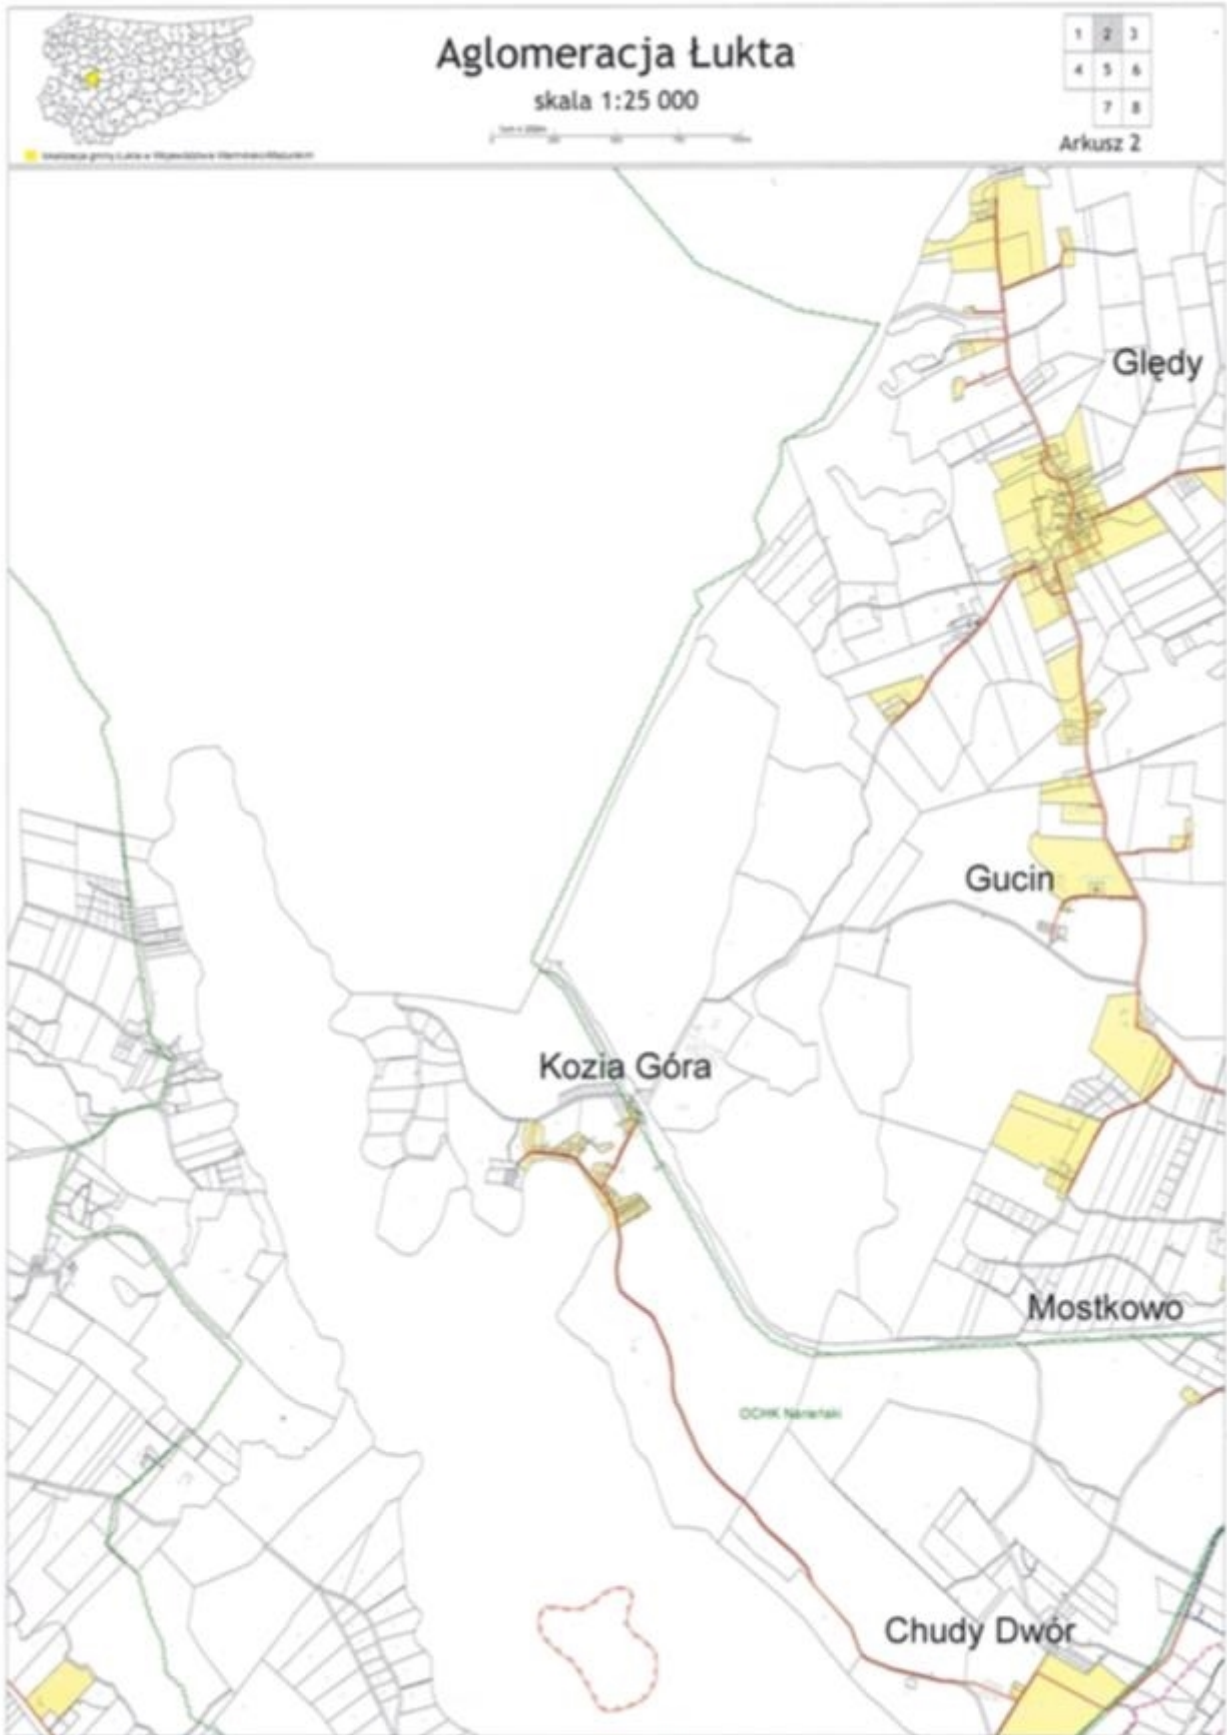 Aglomeracja Łukta
skala 1:25 000
1 2 3
4 5 6
7 8
Arkusz 2
Ględy
Gucin
Kozia Góra
Mostkowo
OCHK
Chudy Dwór